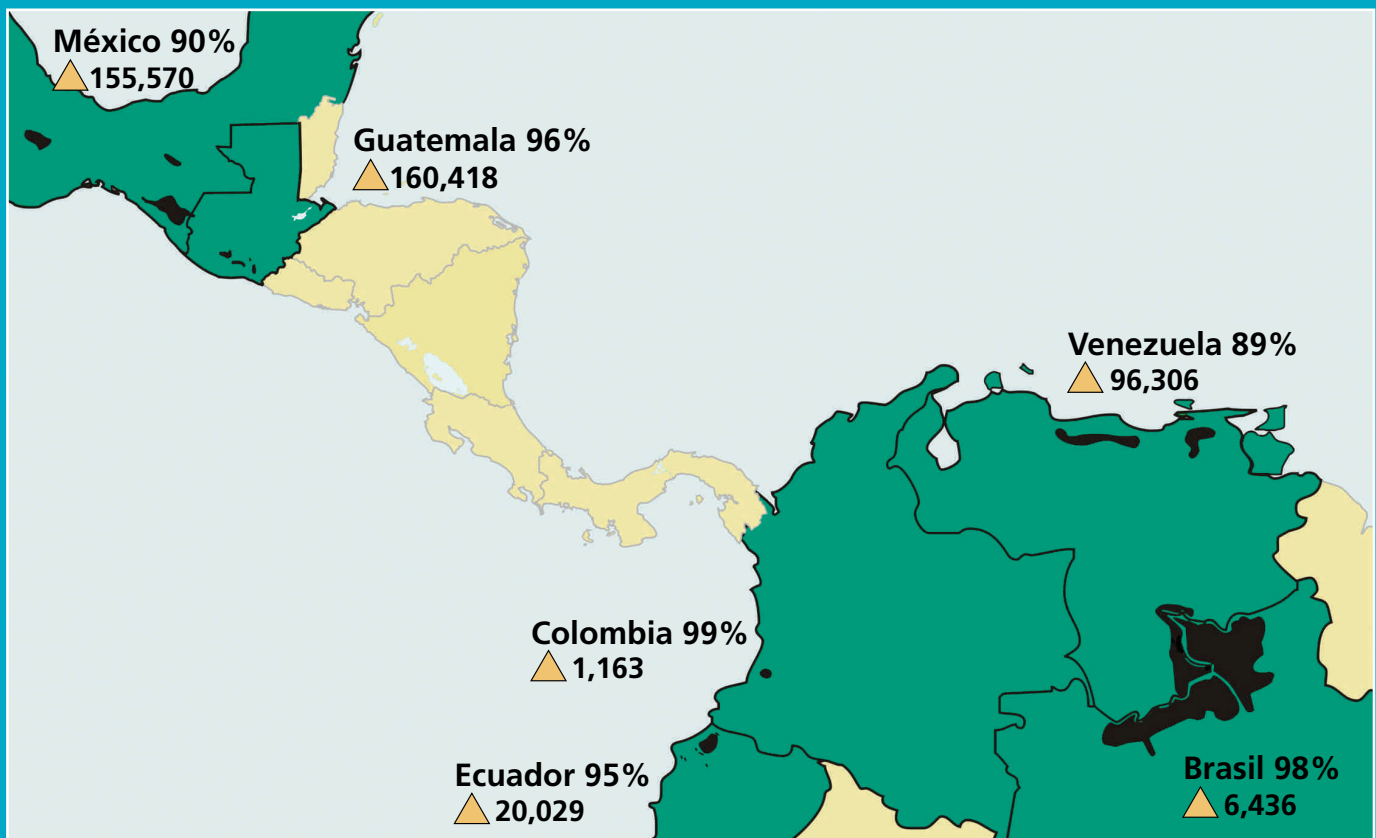 México 90%
155,570
Guatemala 96%
160,418
Venezuela 89%
96,306
Colombia 99%
1,163
Ecuador 95%
20,029
Brasil 98%
6,436